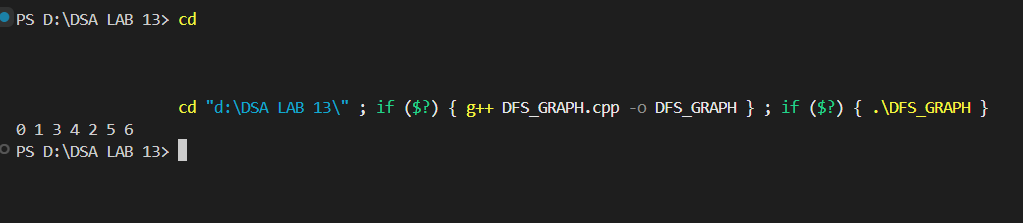 PS D:\DSA LAB 13> cd
cd "d:\DSA LAB 13\" ; if ($?) { g++ DFS_GRAPH.cpp -o DFS_GRAPH } ; if ($?) { .\DFS_GRAPH }
0 1 3 4 2 5 6
PS D:\DSA LAB 13>